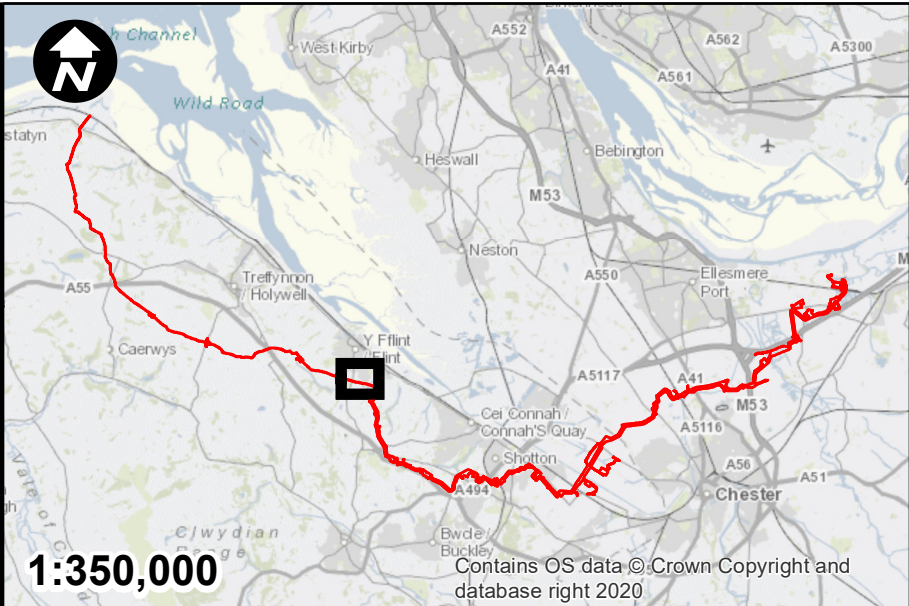 A552
h Channel
West Kirby
A562
A5300
A41
N
A561
Wild Road
statyn
Bebington
Heswall
M53
Neston
A550
Ellesmere
Port
M
Treffynnon
/ Holywell
A55
Y Fflint
/ Flint
Caerwys
A5117
A41
Cei Connah /
Connah'S Quay
M53
A5116
Shotton
A56
A51
A494
Chester
Clwydian
Range
Bwcle /
Buckley
gh
1:350,000
Contains OS data © Crown Copyright and
database right 2020